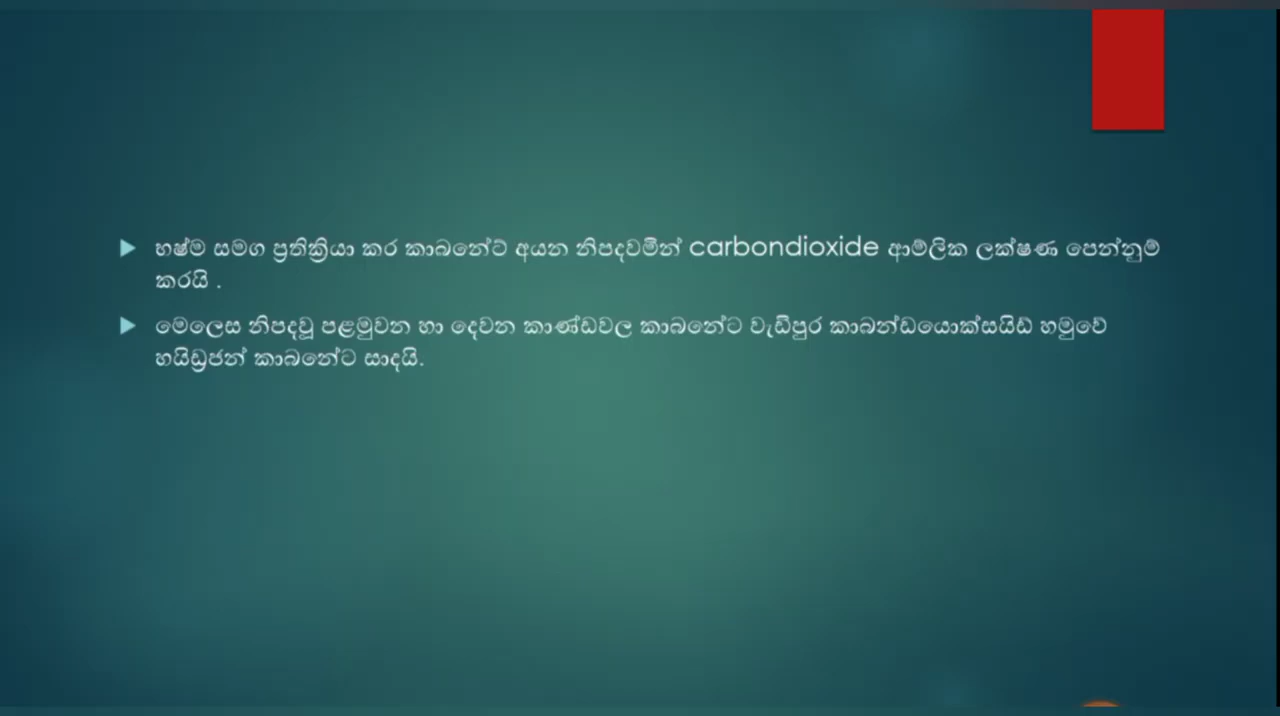 භෂ්ම සමග ප්‍රතික්‍රියා කර කාබනේට් අයන නිපදවමින් carbondioxide ආම්ලික ලක්ෂණ පෙන්නුම්
කරයි .
මෙලෙස නිපදවූ පළමුවන හා දෙවන කාණ්ඩවල කාබනේට වැඩිපුර කාබන්ඩයොක්සයිඩ් හමුවේ
හයිඩ්‍රජන් කාබනේට සාදයි.